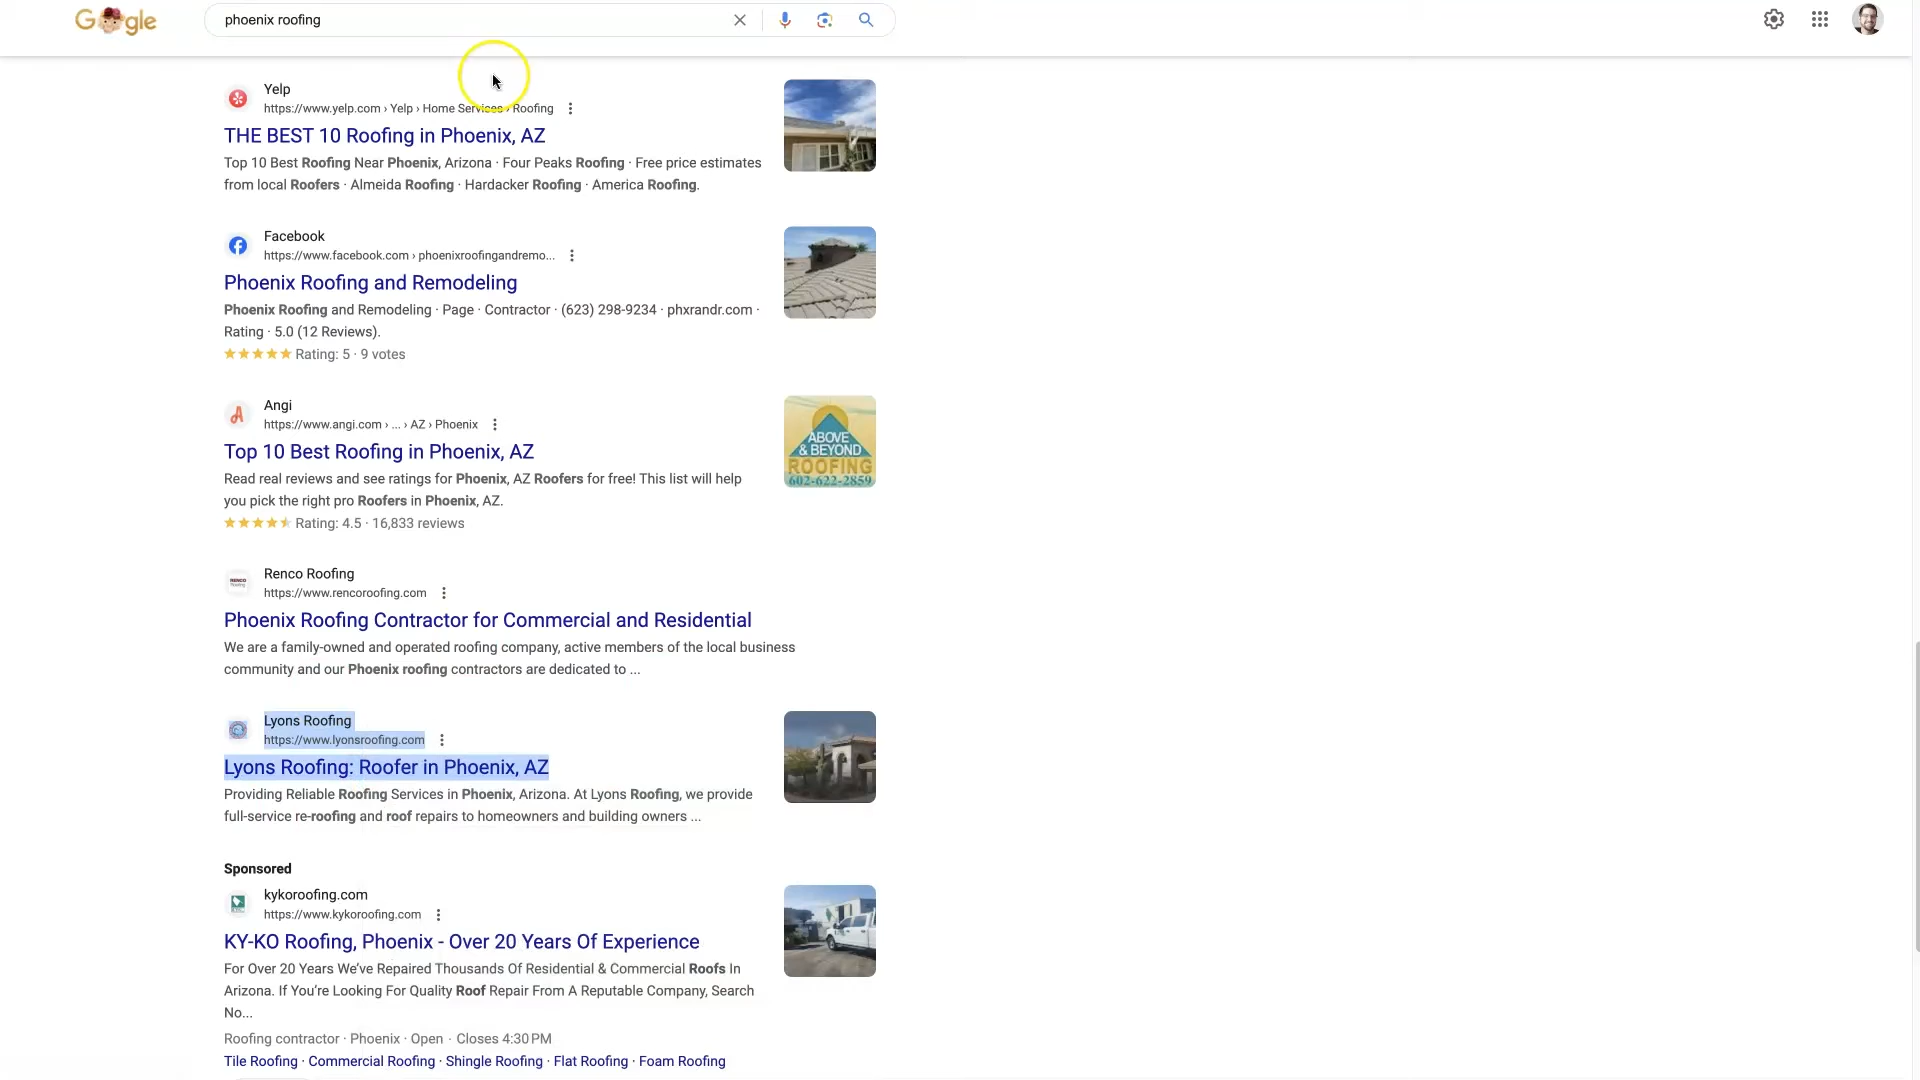 Google
phoenix roofing
Yelp
https://www.yelp.com › Yelp › Home Services › Roofing
THE BEST 10 Roofing in Phoenix, AZ
Top 10 Best Roofing Near Phoenix, Arizona · Four Peaks Roofing · Free price estimates
from local Roofers · Almeida Roofing · Hardacker Roofing · America Roofing.
Facebook
https://www.facebook.com › phoenixroofingandremo...
Phoenix Roofing and Remodeling
Phoenix Roofing and Remodeling · Page · Contractor · (623) 298-9234 · phxrandr.com ·
Rating · 5.0 (12 Reviews).
Rating: 5 · 9 votes
Angi
https://www.angi.com › ... › AZ › Phoenix
Top 10 Best Roofing in Phoenix, AZ
Read real reviews and see ratings for Phoenix, AZ Roofers for free! This list will help
you pick the right pro Roofers in Phoenix, AZ.
Rating: 4.5 · 16,833 reviews
ABOVE
& BEYOND
ROOFING
602-622-2859
Renco Roofing
https://www.rencoroofing.com
Phoenix Roofing Contractor for Commercial and Residential
We are a family-owned and operated roofing company, active members of the local business
community and our Phoenix roofing contractors are dedicated to ...
Lyons Roofing
https://www.lyonsroofing.com
Lyons Roofing: Roofer in Phoenix, AZ
Providing Reliable Roofing Services in Phoenix, Arizona. At Lyons Roofing, we provide
full-service re-roofing and roof repairs to homeowners and building owners ...
Sponsored
kykoroofing.com
https://www.kykoroofing.com
KY-KO Roofing, Phoenix - Over 20 Years Of Experience
For Over 20 Years We've Repaired Thousands Of Residential & Commercial Roofs In
Arizona. If You're Looking For Quality Roof Repair From A Reputable Company, Search
No...
Roofing contractor · Phoenix · Open · Closes 4:30 PM
Tile Roofing · Commercial Roofing · Shingle Roofing · Flat Roofing · Foam Roofing